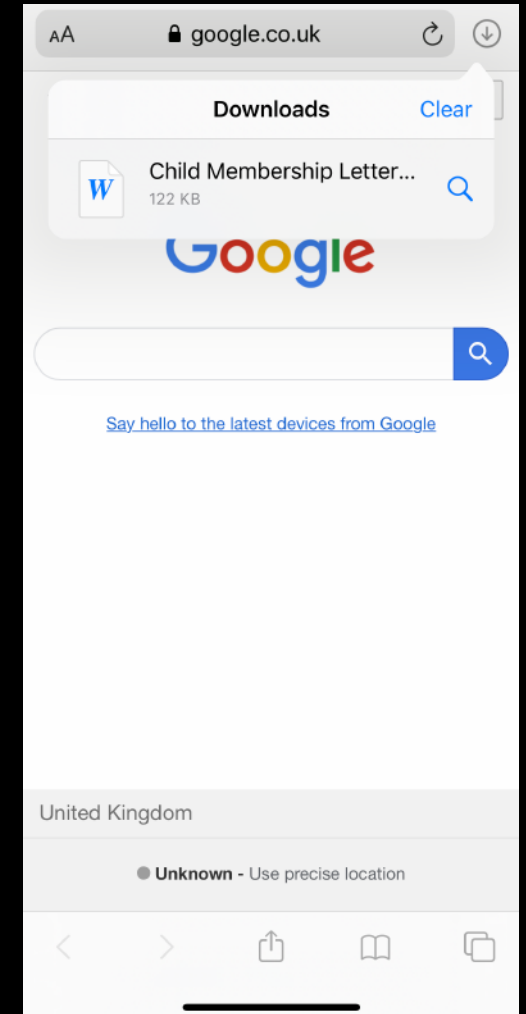 AA google.co.uk
Downloads Clear
W Child Membership Letter...
122 KB
Google
Say hello to the latest devices from Google
United Kingdom
Unknown - Use precise location